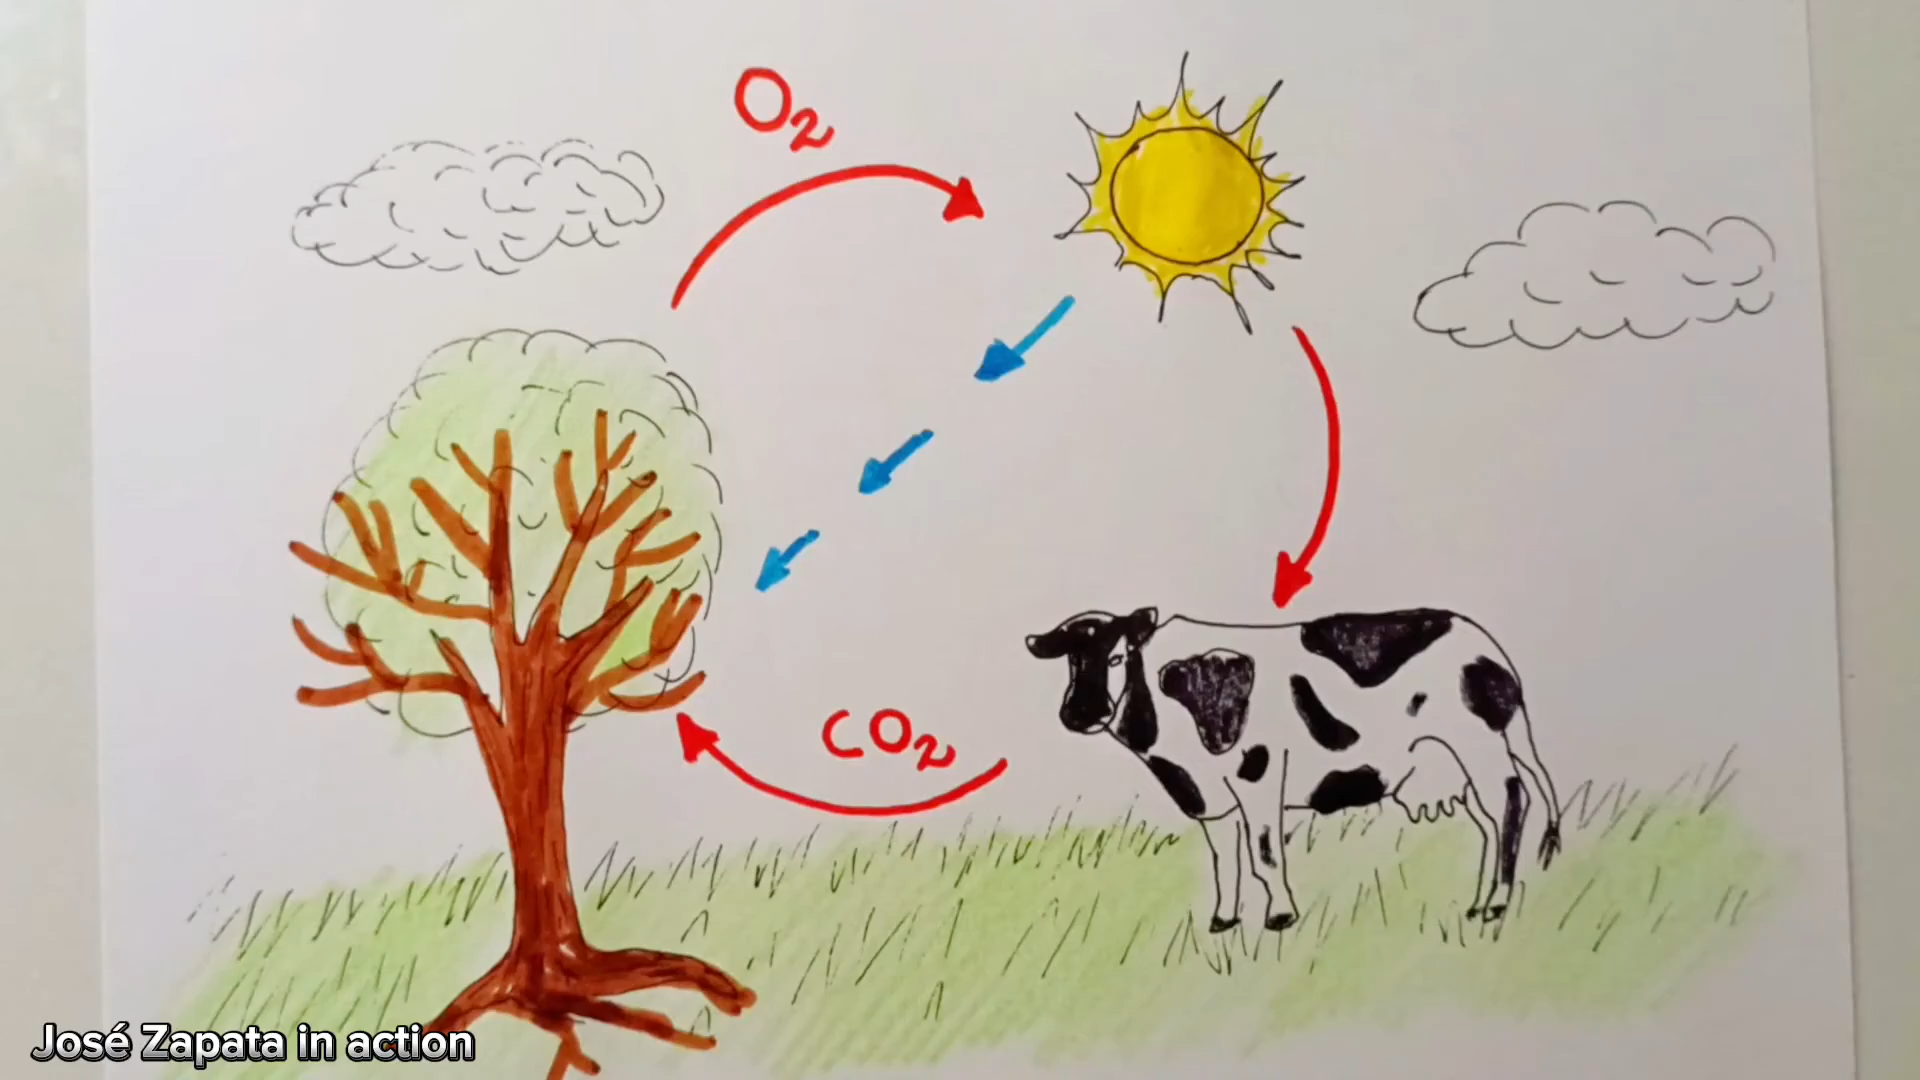 O₂
CO₂
José Zapata in action